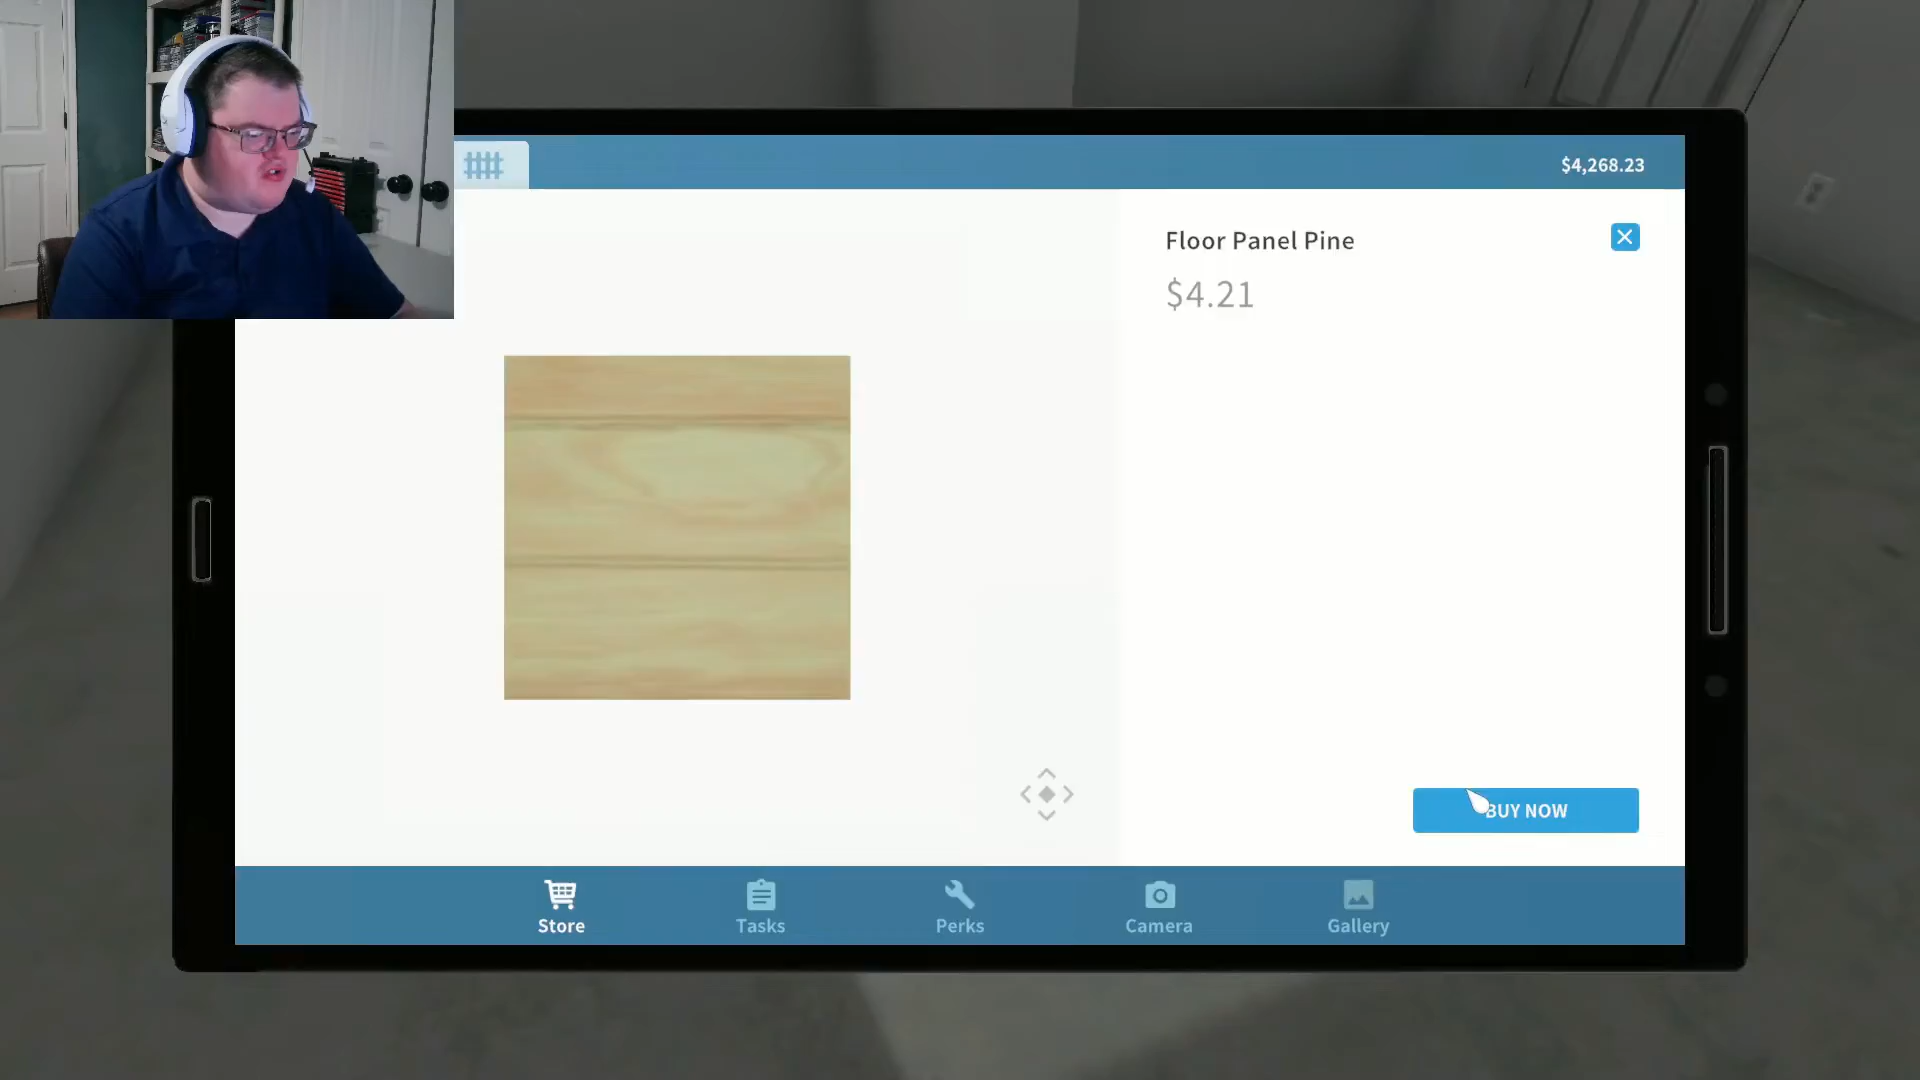 $4,268.23
Floor Panel Pine
$4.21
BUY NOW
Store
Tasks
Perks
Camera
Gallery